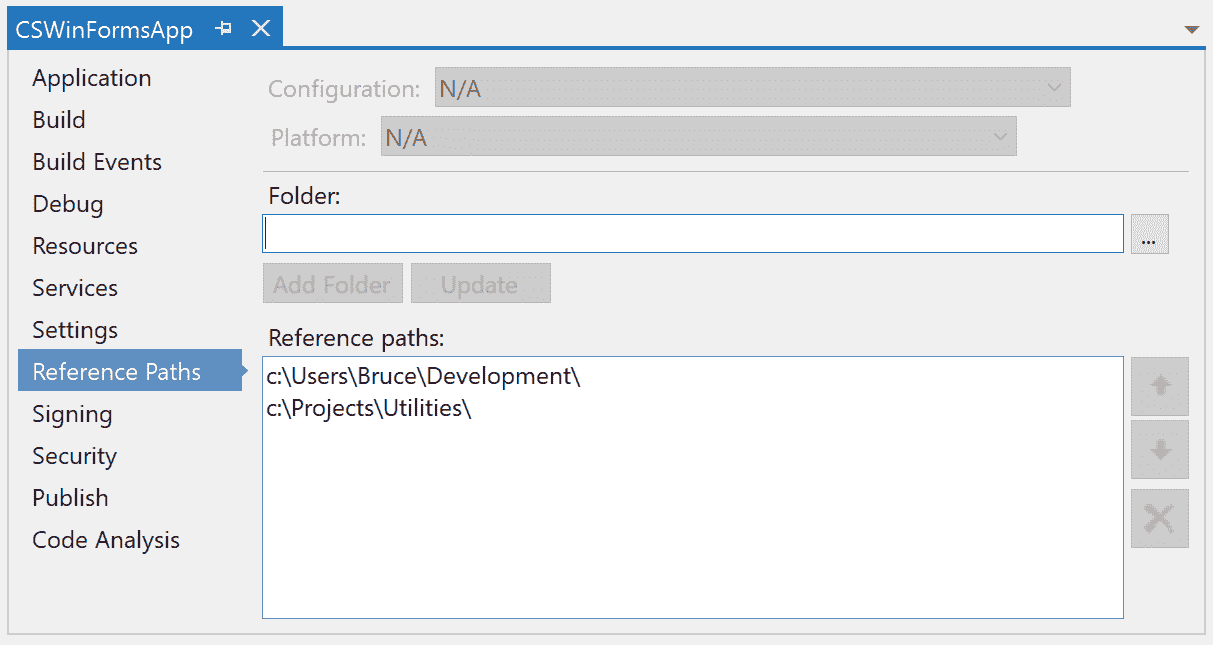 CSWinFormsApp
Application
Build
Build Events
Debug
Resources
Services
Settings
Reference Paths
Signing
Security
Publish
Code Analysis
Configuration: N/A
Platform: N/A
Folder:
...
Add Folder Update
Reference paths:
c:\Users\Bruce\Development\
c:\Projects\Utilities\